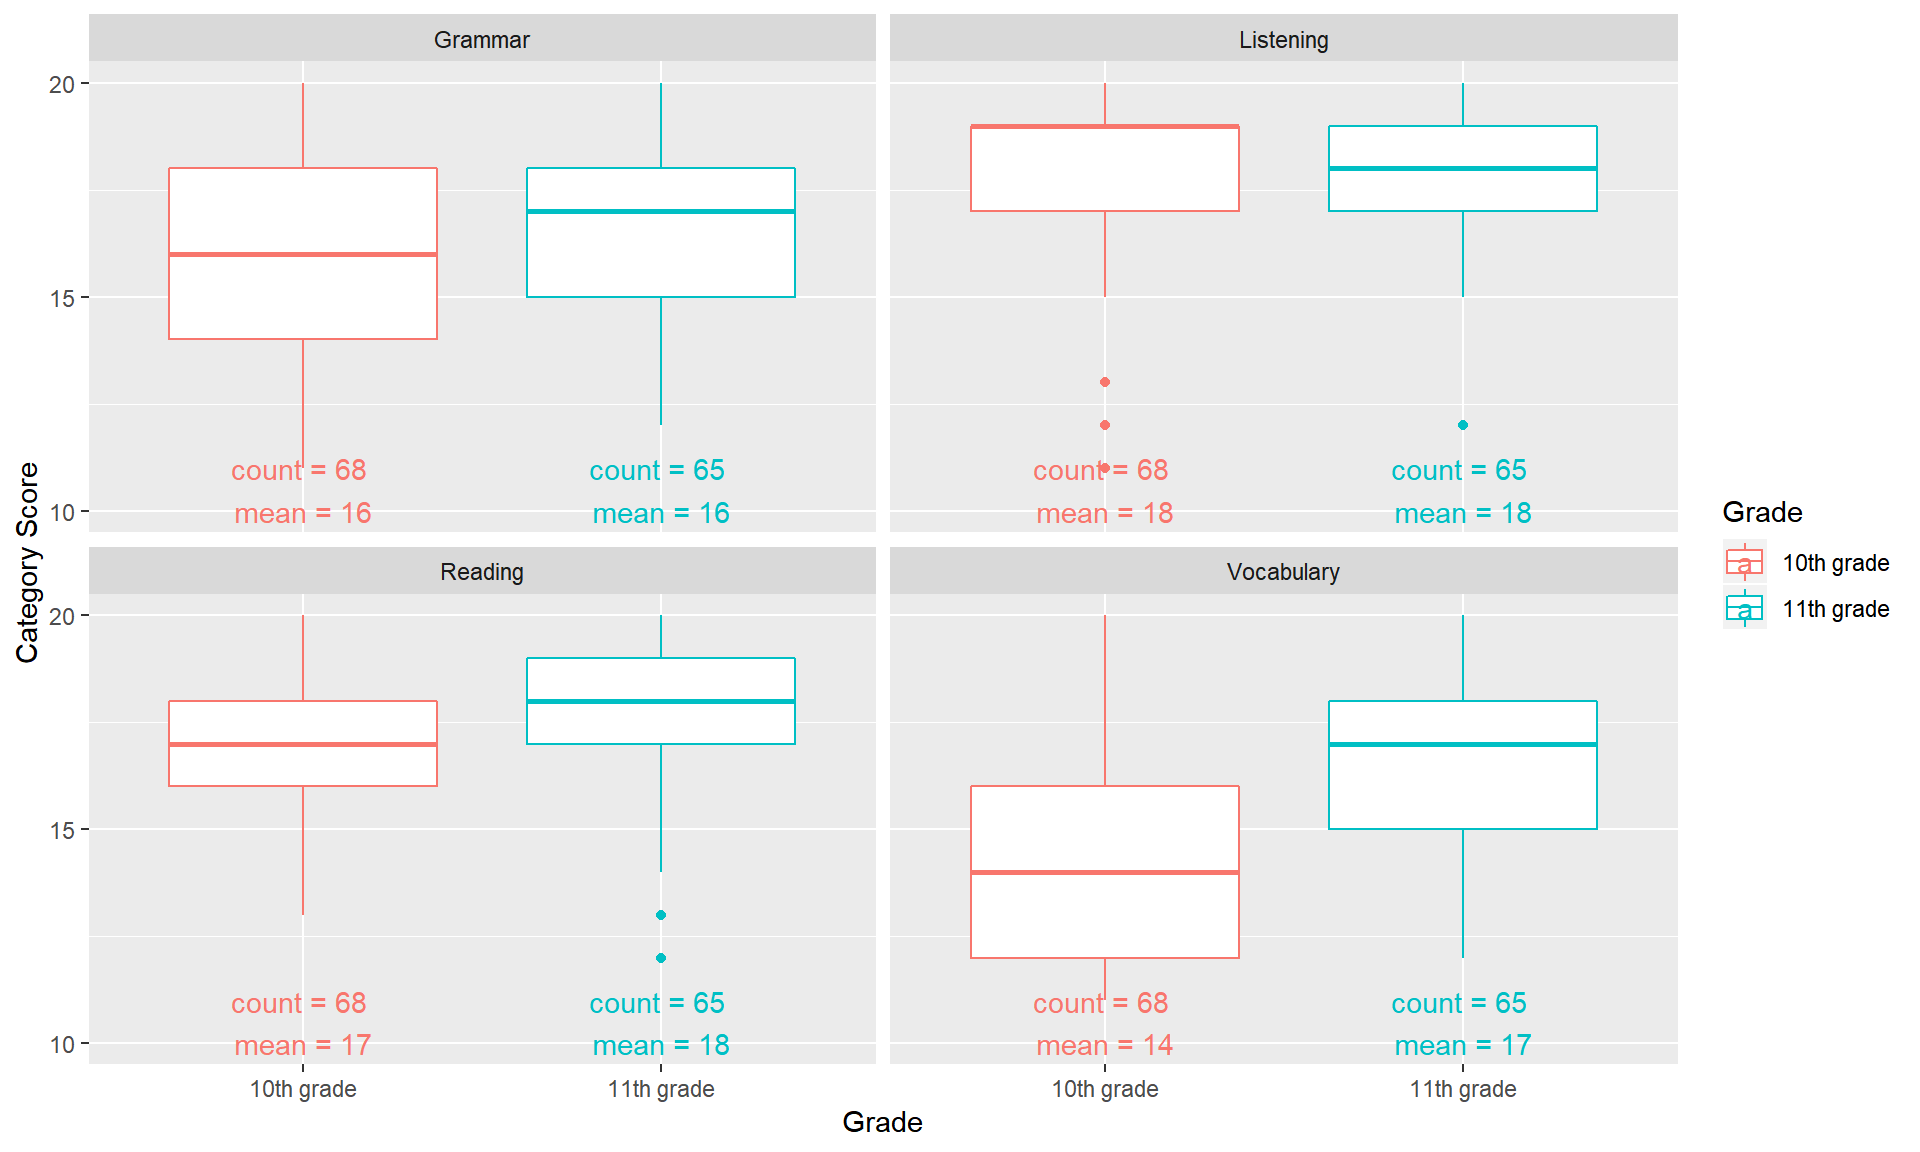 Grammar
Listening
20
15
10
count = 68
mean = 16
count = 65
mean = 16
count = 68
mean = 18
count = 65
mean = 18
Category Score
Reading
Vocabulary
20
15
10
count = 68
mean = 17
count = 65
mean = 18
count = 68
mean = 14
count = 65
mean = 17
10th grade
11th grade
10th grade
11th grade
Grade
Grade
a 10th grade
a 11th grade